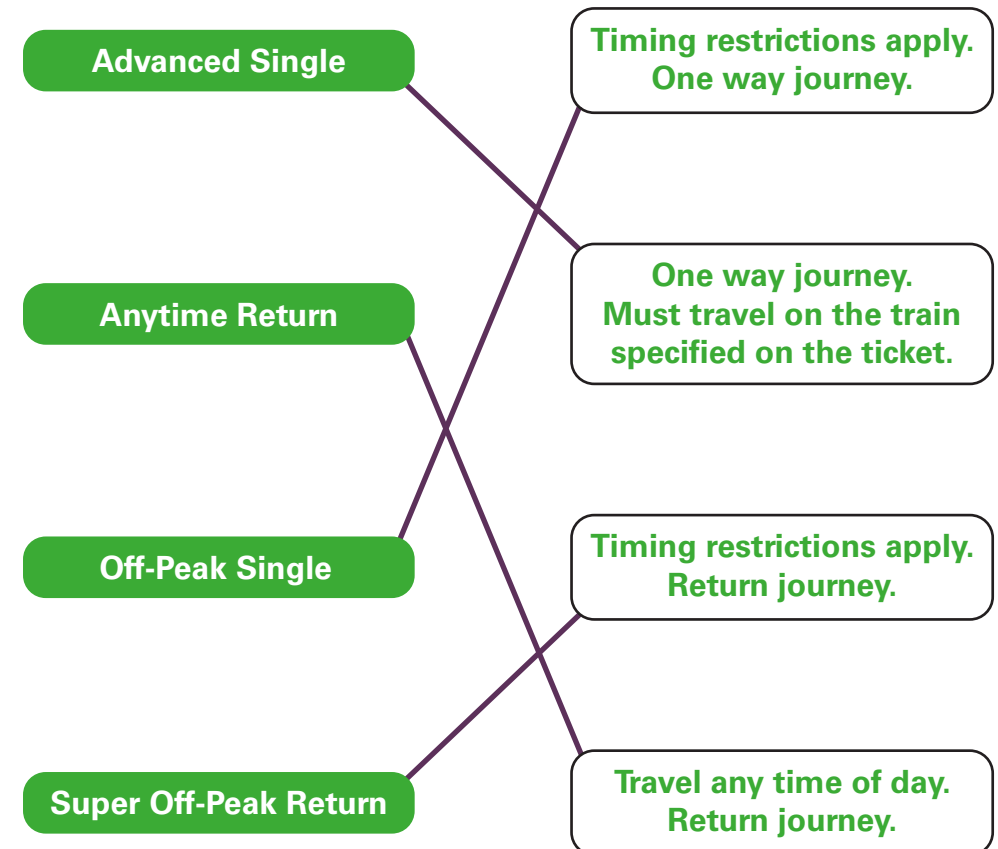 Advanced Single
Timing restrictions apply.
One way journey.
Anytime Return
One way journey.
Must travel on the train
specified on the ticket.
Off-Peak Single
Timing restrictions apply.
Return journey.
Super Off-Peak Return
Travel any time of day.
Return journey.